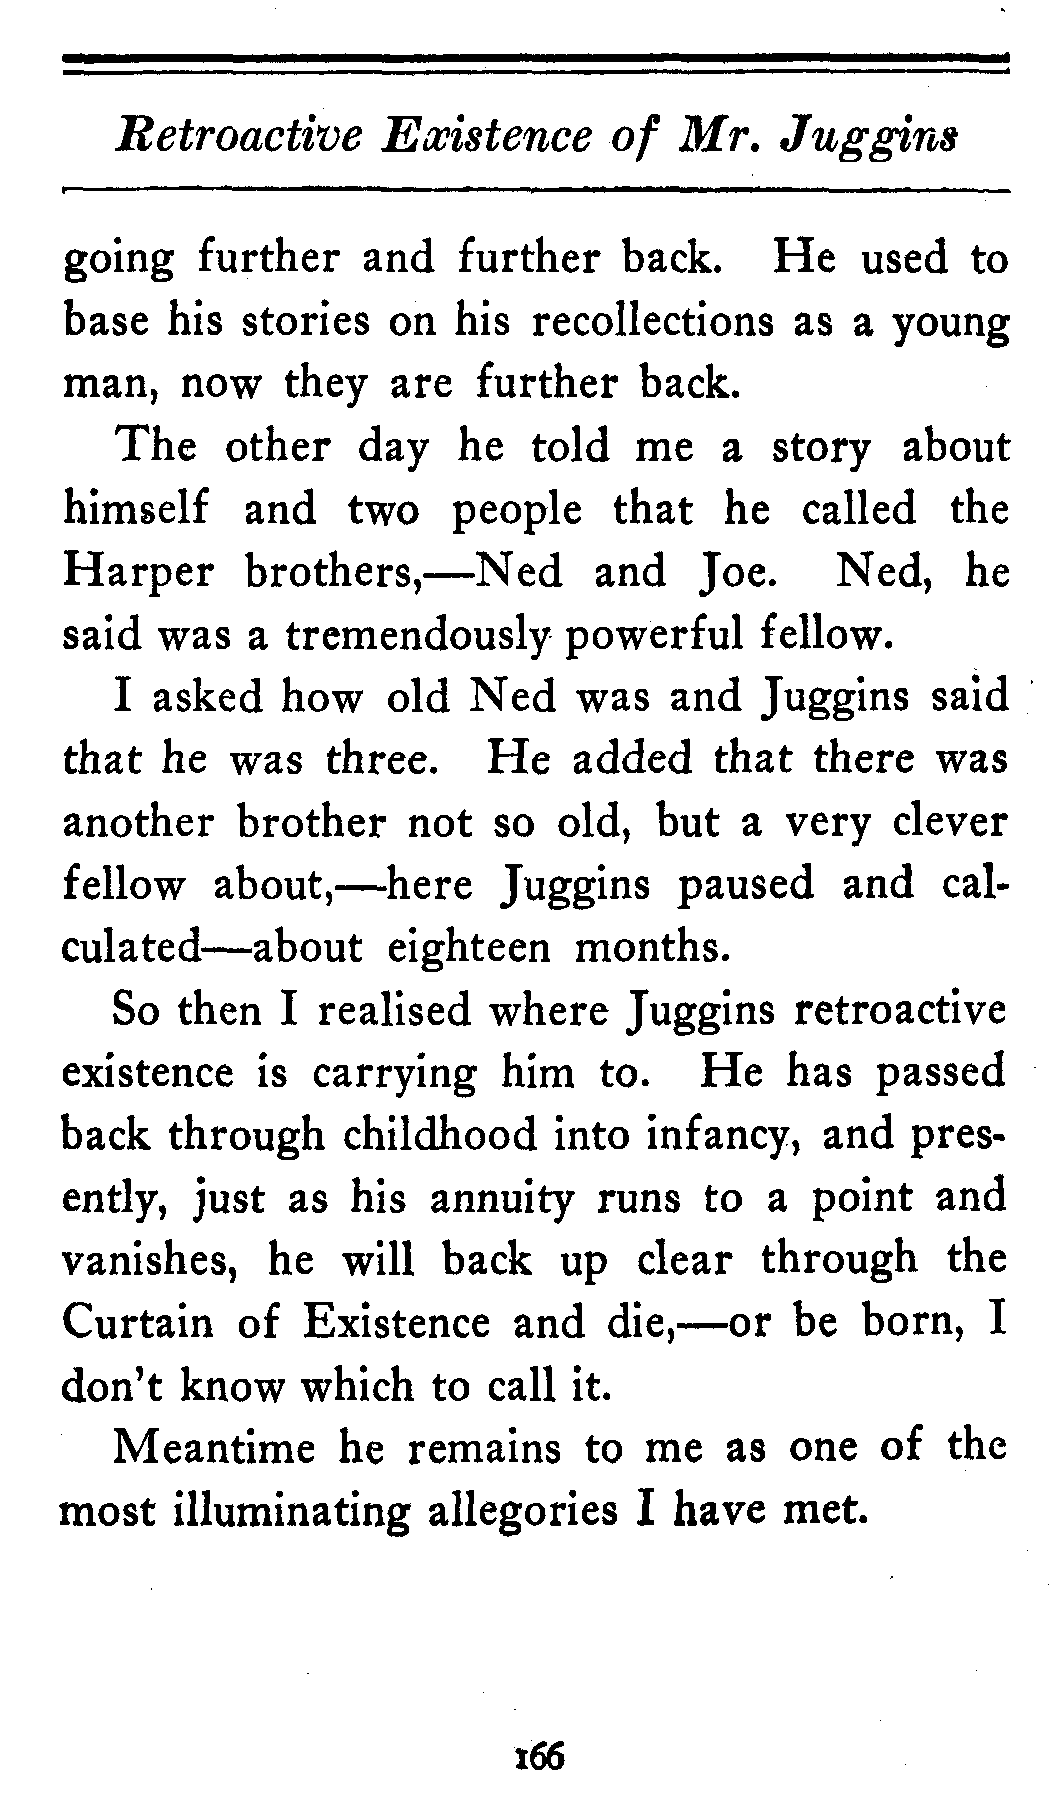 Retroactive Existence of Mr. Juggins
going further and further back. He used to
base his stories on his recollections as a young
man, now they are further back.
The other day he told me a story about
himself and two people that he called the
Harper brothers,—Ned and Joe. Ned, he
said was a tremendously powerful fellow.
I asked how old Ned was and Juggins said
that he was three. He added that there was
another brother not so old, but a very clever
fellow about,—here Juggins paused and cal-
culated—about eighteen months.
So then I realised where Juggins retroactive
existence is carrying him to. He has passed
back through childhood into infancy, and pres-
ently, just as his annuity runs to a point and
vanishes, he will back up clear through the
Curtain of Existence and die,—or be born, I
don't know which to call it.
Meantime he remains to me as one of the
most illuminating allegories I have met.
166